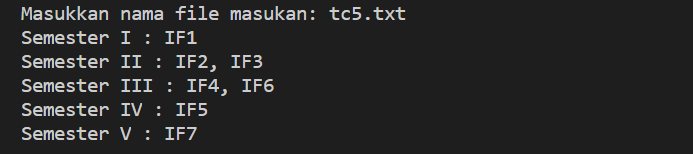 Masukkan nama file masukan: tc5.txt
Semester I : IF1
Semester II : IF2, IF3
Semester III : IF4, IF6
Semester IV : IF5
Semester V : IF7